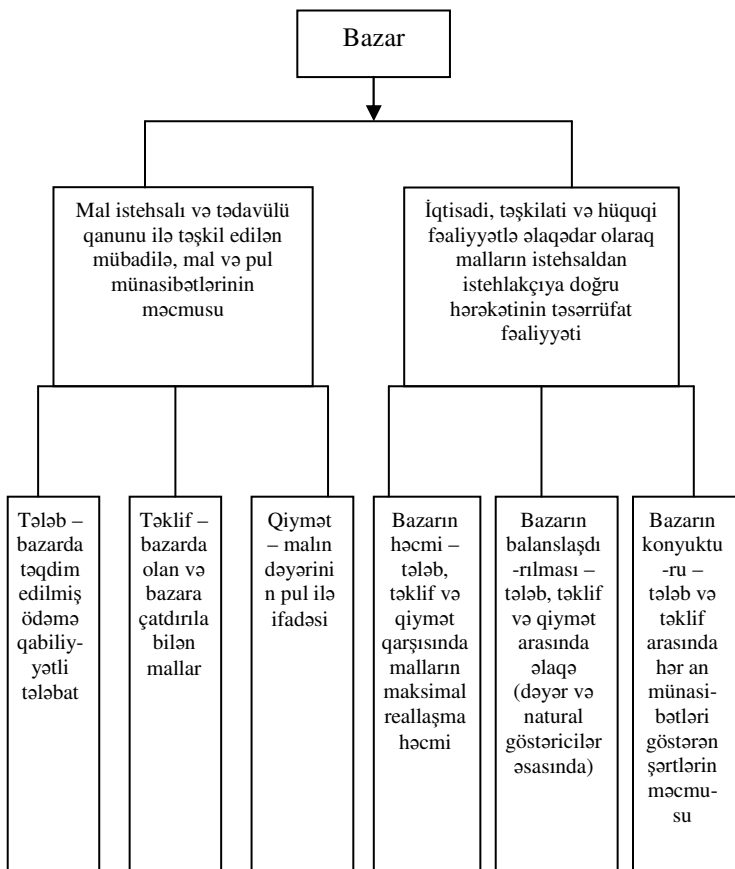 Bazar
Mal istehsalı və tədavülü
qanunu ilə təşkil edilən
mübadilə, mal və pul
münasibətlərinin
məcmusu
İqtisadi, təşkilati və hüquqi
fəaliyyətlə əlaqədar olaraq
malların istehsaldan
istehlakçıya doğru
hərəkətinin təsərrüfat
fəaliyyəti
Tələb –
bazarda
təqdim
edilmiş
ödəmə
qabiliy-
yətli
tələbat
Təklif –
bazarda
olan və
bazara
çatdırıla
bilən
mallar
Qiymət
– malın
dəyərini
n pul ilə
ifadəsi
Bazarın
həcmi –
tələb,
təklif və
qiymət
qarşısında
malların
maksimal
reallaşma
həcmi
Bazarın
balanslaşdı
-rılması –
tələb, təklif
və qiymət
arasında
əlaqə
(dəyər və
natural
göstəricilər
əsasında)
Bazarın
konyuktu
-ru –
tələb və
təklif
arasında
hər an
münasi-
bətləri
göstərən
şərtlərin
məcmu-
su